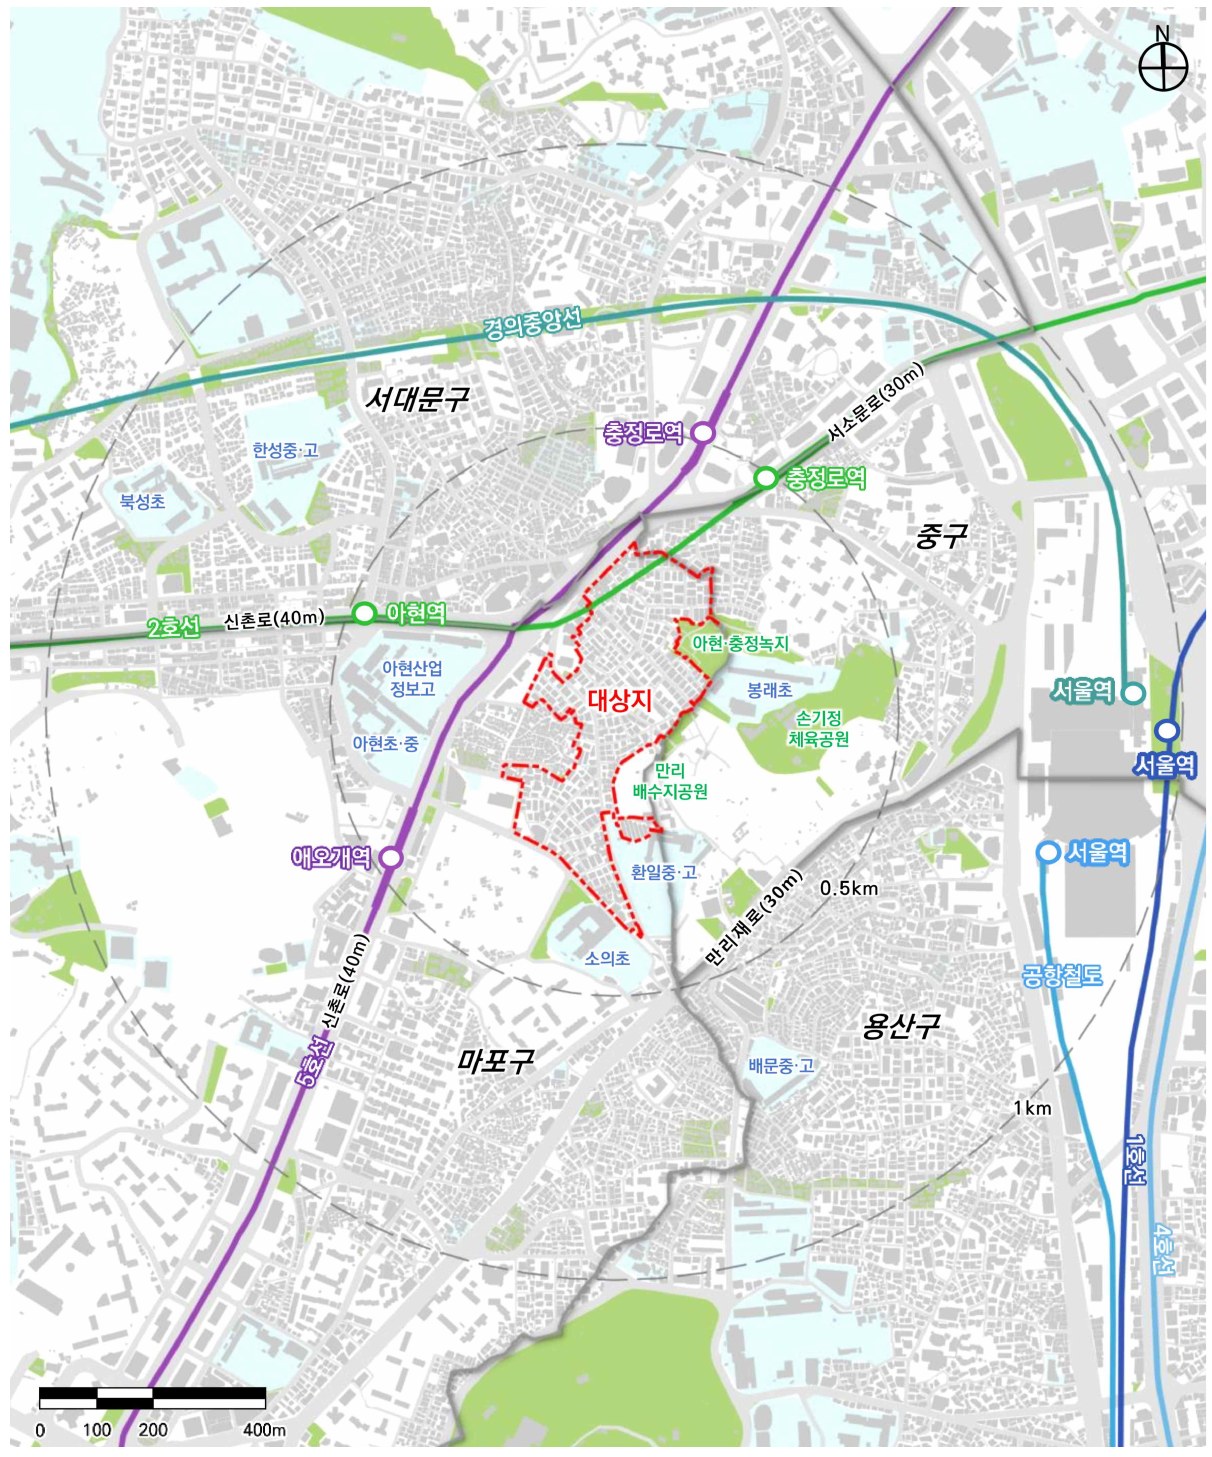 N
경의중앙선
서대문구
서소문로(30m)
충정로역
한성중·고
충정로역
북성초
중구
아현역
신촌로(40m)
2호선
아현·충정녹지
아현산업
정보고
봉래초
서울역
대상지
손기정
체육공원
아현초·중
서울역
만리
배수지공원
애오개역
서울역
환일중·고
0.5km
만리재로(30m)
소의초
공항철도
신촌로(40m)
용산구
5호선
마포구
배문중·고
1km
1호선
4호선
0 100 200 400m